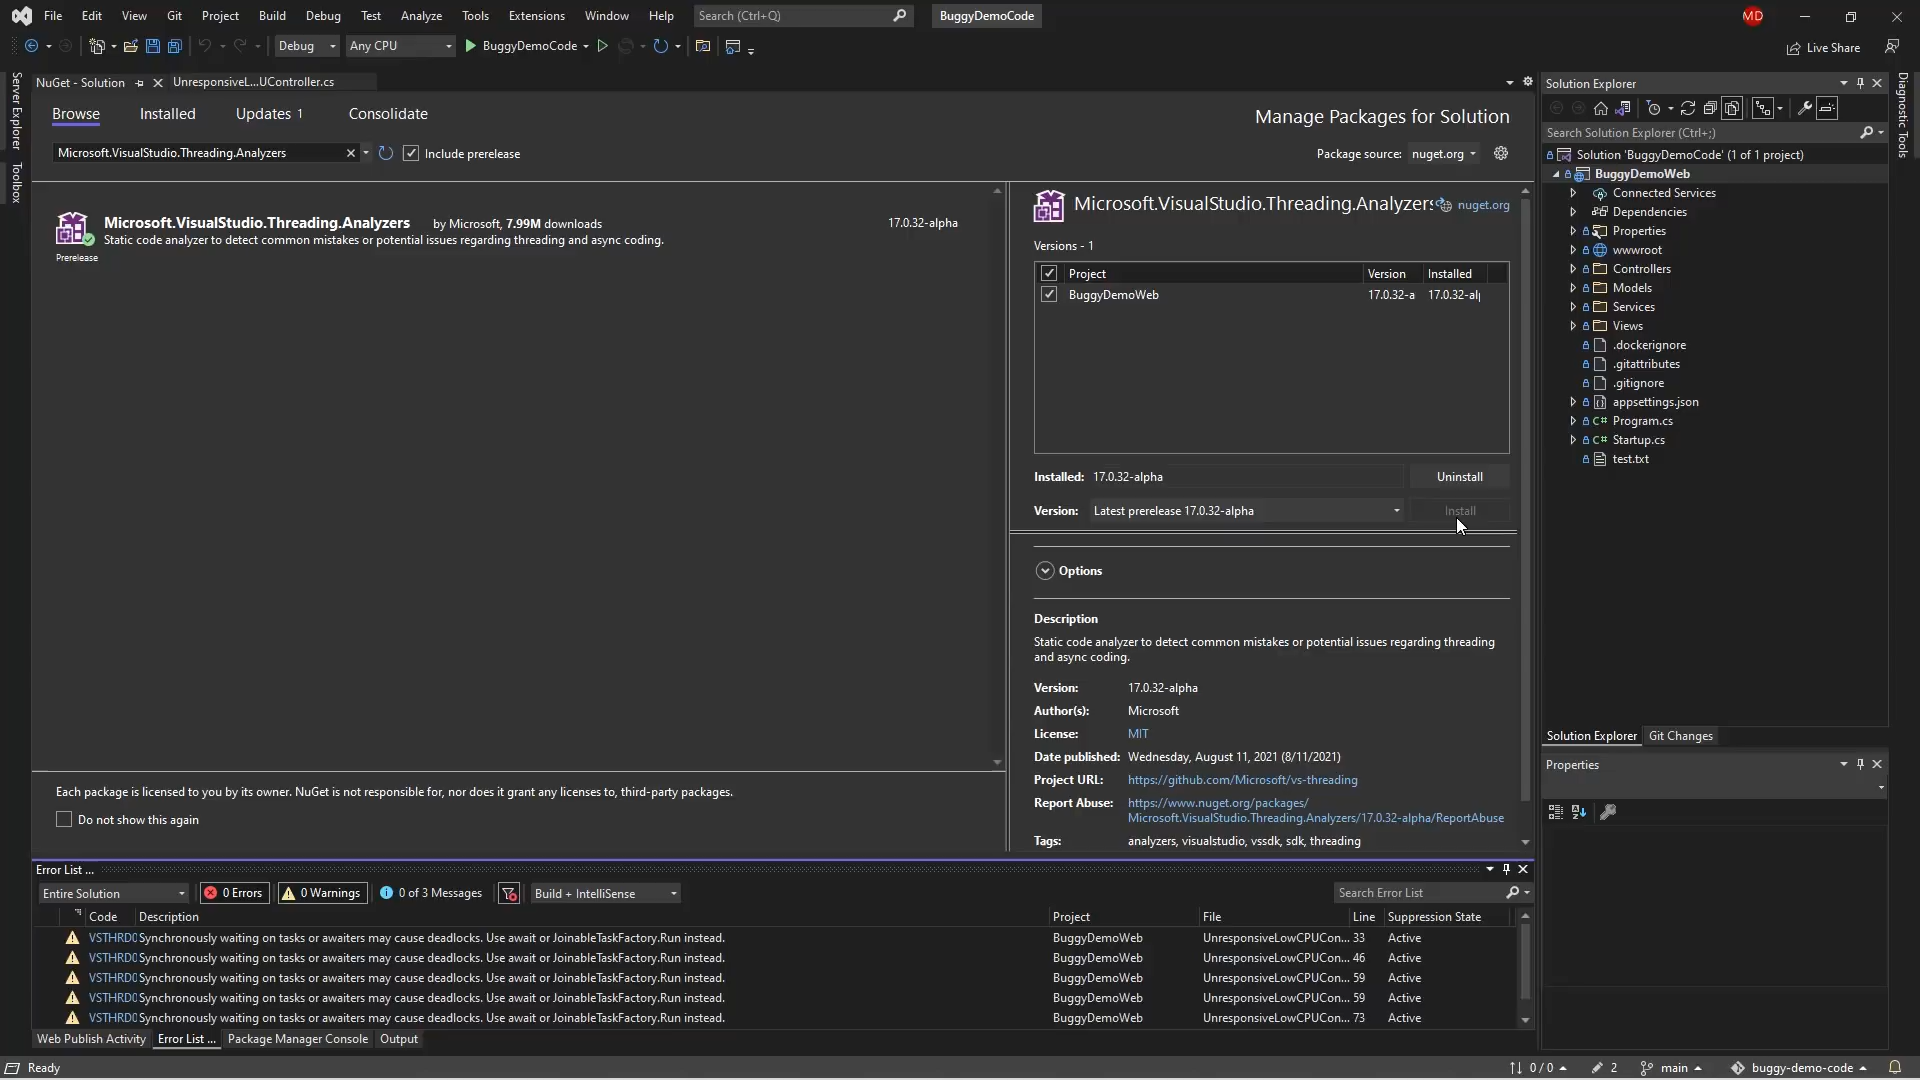 File Edit View Git Project Build Debug Test Analyze Tools Extensions Window Help Search (Ctrl+Q) BuggyDemoCode MD
Debug Any CPU BuggyDemoCode Live Share
Server Explorer
Toolbox
NuGet - Solution UnresponsiveL...UController.cs
Browse Installed Updates 1 Consolidate Manage Packages for Solution
Microsoft.VisualStudio.Threading.Analyzers Include prerelease Package source: nuget.org
Microsoft.VisualStudio.Threading.Analyzers by Microsoft, 7.99M downloads 17.0.32-alpha
Static code analyzer to detect common mistakes or potential issues regarding threading and async coding.
Prerelease
Each package is licensed to you by its owner. NuGet is not responsible for, nor does it grant any licenses to, third-party packages.
Do not show this again
Microsoft.VisualStudio.Threading.Analyzers nuget.org
Versions - 1
Project Version Installed
BuggyDemoWeb 17.0.32-a 17.0.32-al
Installed: 17.0.32-alpha Uninstall
Version: Latest prerelease 17.0.32-alpha Install
Options
Description
Static code analyzer to detect common mistakes or potential issues regarding threading
and async coding.
Version: 17.0.32-alpha
Author(s): Microsoft
License: MIT
Date published: Wednesday, August 11, 2021 (8/11/2021)
Project URL: https://github.com/Microsoft/vs-threading
Report Abuse: https://www.nuget.org/packages/
Microsoft.VisualStudio.Threading.Analyzers/17.0.32-alpha/ReportAbuse
Tags: analyzers, visualstudio, vssdk, sdk, threading
Solution Explorer
Search Solution Explorer (Ctrl+;)
Solution 'BuggyDemoCode' (1 of 1 project)
BuggyDemoWeb
Connected Services
Dependencies
Properties
wwwroot
Controllers
Models
Services
Views
.dockerignore
.gitattributes
.gitignore
appsettings.json
C# Program.cs
C# Startup.cs
test.txt
Solution Explorer Git Changes
Properties
Diagnostic Tools
Error List ...
Entire Solution 0 Errors 0 Warnings 0 of 3 Messages Build + IntelliSense Search Error List
Code Description Project File Line Suppression State
VSTHRD0 Synchronously waiting on tasks or awaiters may cause deadlocks. Use await or JoinableTaskFactory.Run instead. BuggyDemoWeb UnresponsiveLowCPUCon... 33 Active
VSTHRD0 Synchronously waiting on tasks or awaiters may cause deadlocks. Use await or JoinableTaskFactory.Run instead. BuggyDemoWeb UnresponsiveLowCPUCon... 46 Active
VSTHRD0 Synchronously waiting on tasks or awaiters may cause deadlocks. Use await or JoinableTaskFactory.Run instead. BuggyDemoWeb UnresponsiveLowCPUCon... 59 Active
VSTHRD0 Synchronously waiting on tasks or awaiters may cause deadlocks. Use await or JoinableTaskFactory.Run instead. BuggyDemoWeb UnresponsiveLowCPUCon... 59 Active
VSTHRD0 Synchronously waiting on tasks or awaiters may cause deadlocks. Use await or JoinableTaskFactory.Run instead. BuggyDemoWeb UnresponsiveLowCPUCon... 73 Active
Web Publish Activity Error List ... Package Manager Console Output
Ready 0 / 0 2 main buggy-demo-code